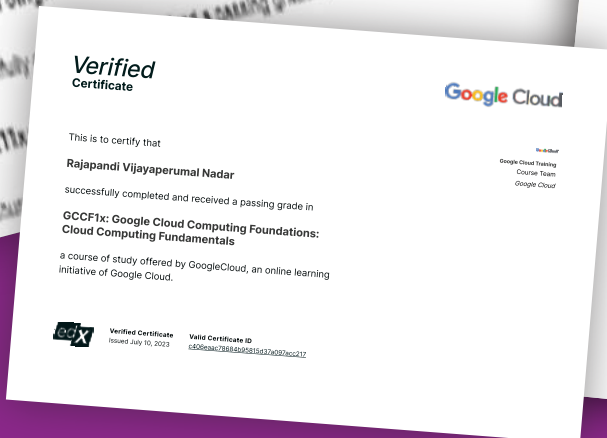 Verified
Certificate
Google Cloud
This is to certify that
Rajapandi Vijayaperumal Nadar
successfully completed and received a passing grade in
GCCF1x: Google Cloud Computing Foundations:
Cloud Computing Fundamentals
a course of study offered by GoogleCloud, an online learning
initiative of Google Cloud.
Google Cloud Training
Course Team
Google Cloud
edX
Verified Certificate
Issued July 10, 2023
Valid Certificate ID